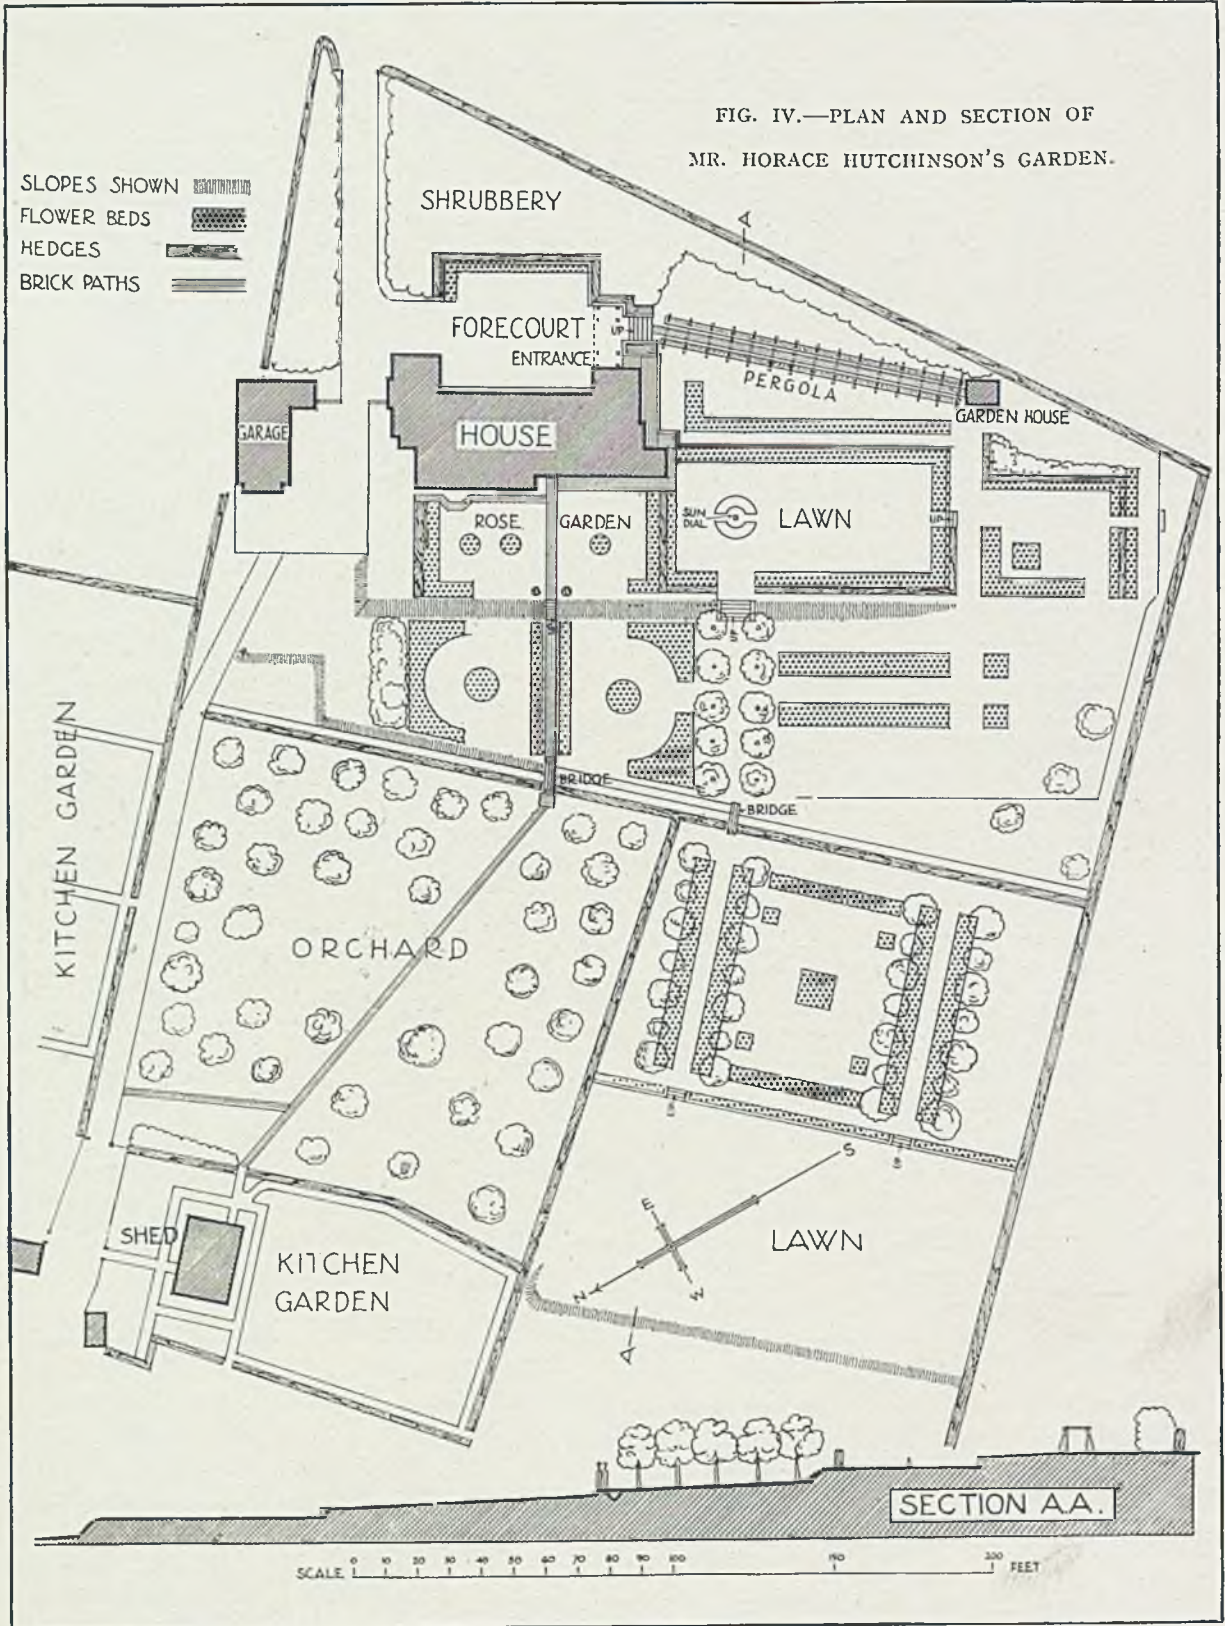 FIG. IV.—PLAN AND SECTION OF
MR. HORACE HUTCHINSON'S GARDEN.
SLOPES SHOWN
FLOWER BEDS
HEDGES
BRICK PATHS
SHRUBBERY
A
FORECOURT
UP
ENTRANCE
PERGOLA
GARDEN HOUSE
GARAGE
HOUSE
ROSE
GARDEN
SUN
DIAL
LAWN
UP
S
S
BRIDGE
BRIDGE
KITCHEN GARDEN
ORCHARD
S
S
S
E
N
W
LAWN
SHED
KITCHEN
GARDEN
A
SECTION A.A.
SCALE 0 10 20 30 40 50 60 70 80 90 100 150 200 FEET